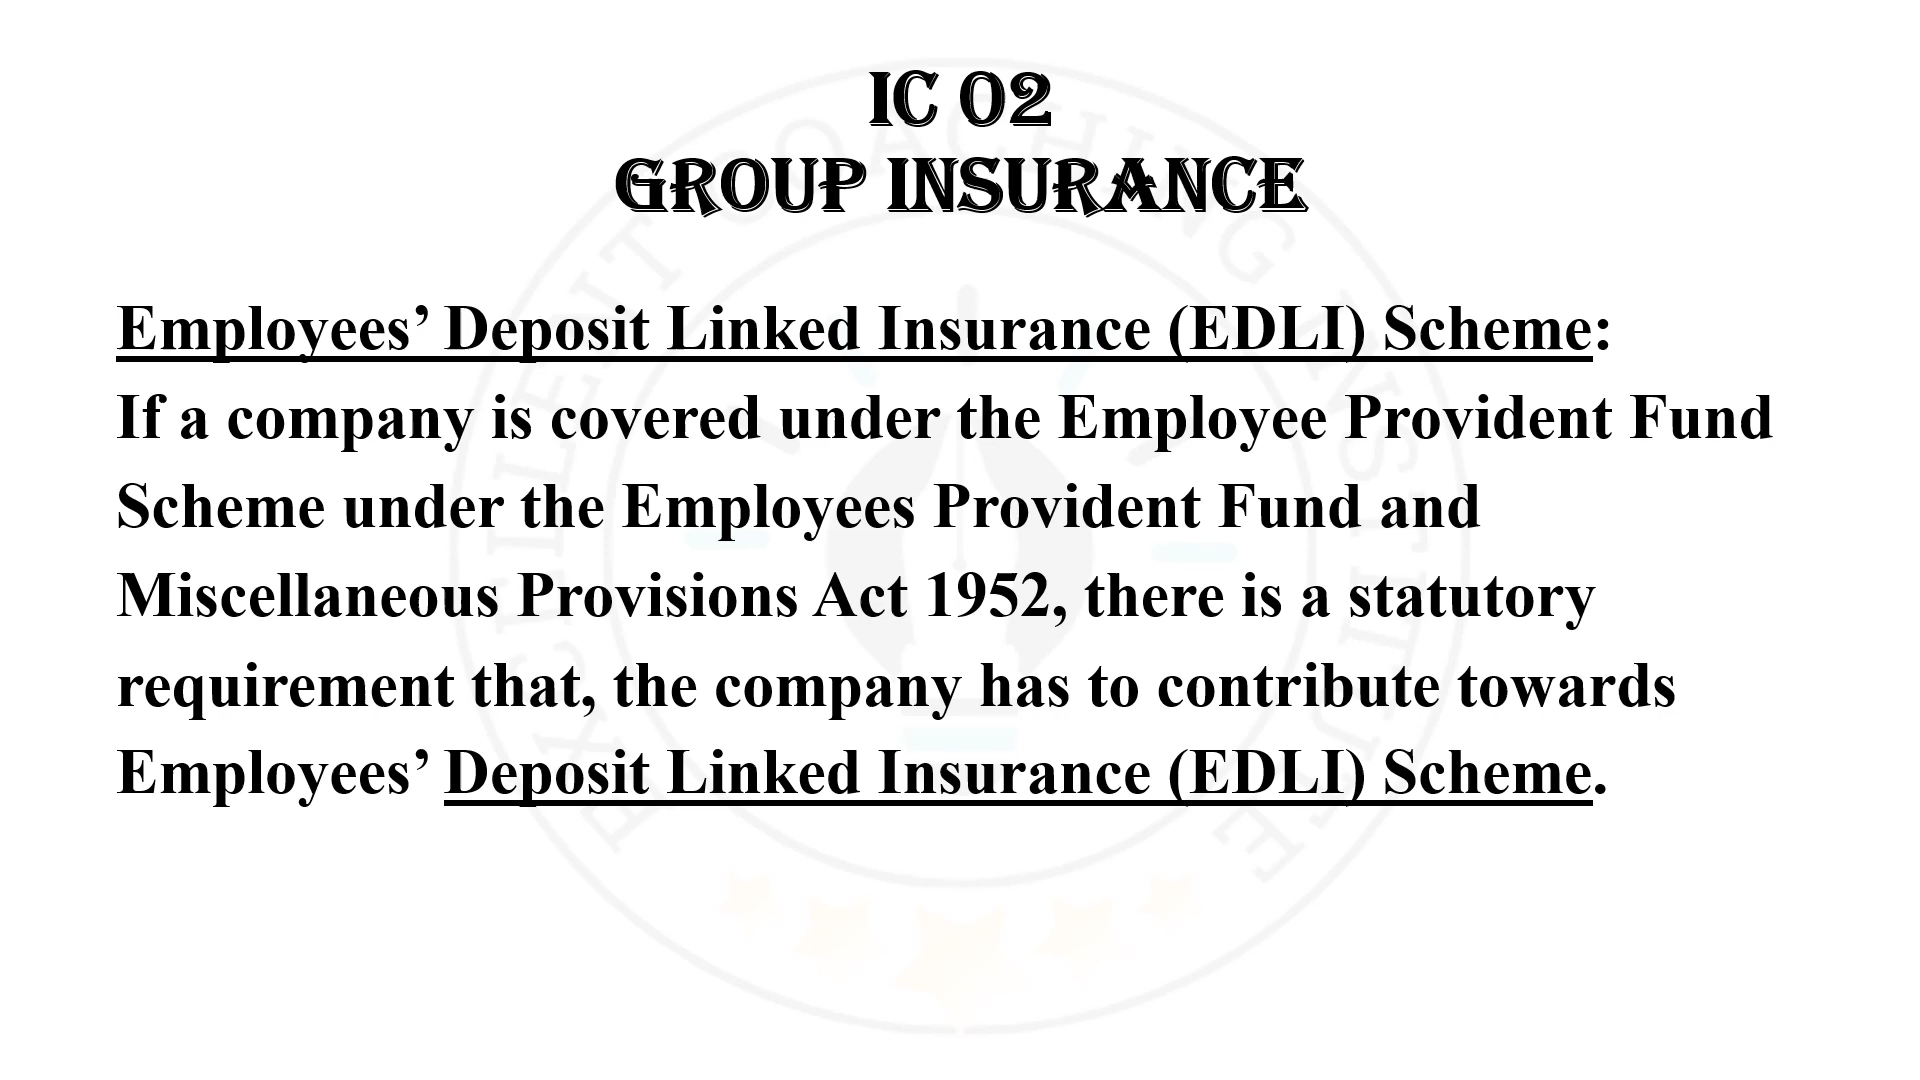 IC 02
GROUP INSURANCE
Employees’ Deposit Linked Insurance (EDLI) Scheme:
If a company is covered under the Employee Provident Fund
Scheme under the Employees Provident Fund and
Miscellaneous Provisions Act 1952, there is a statutory
requirement that, the company has to contribute towards
Employees’ Deposit Linked Insurance (EDLI) Scheme.